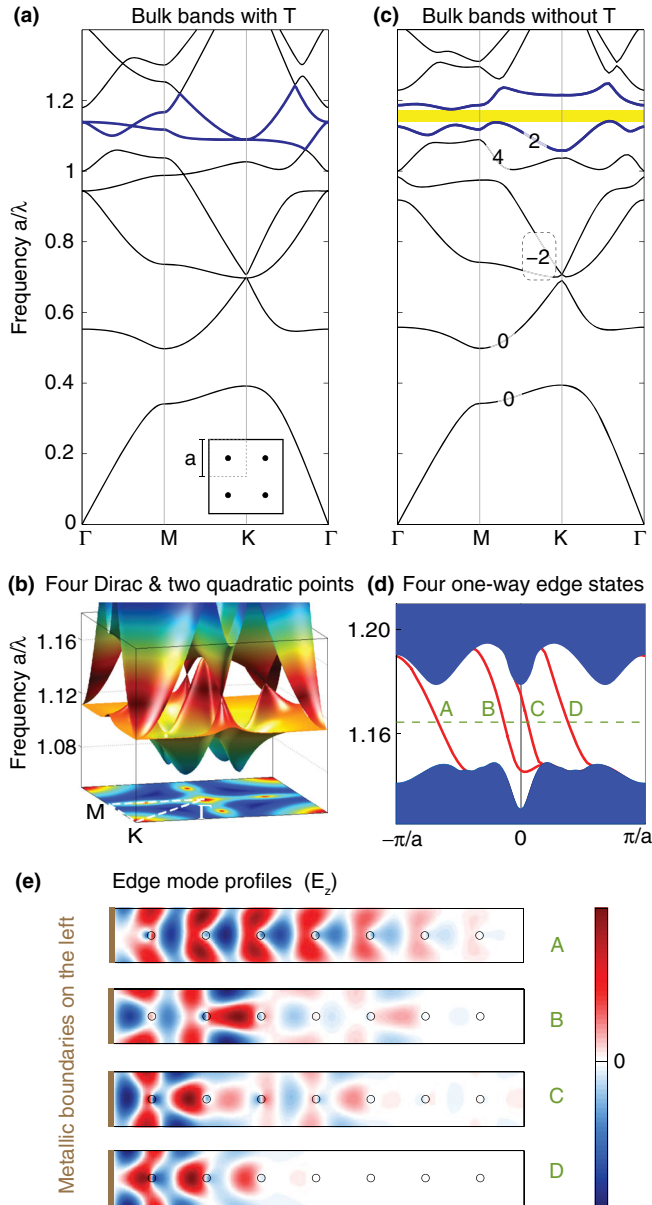 (a) Bulk bands with T
Frequency a/λ
1.2
1
0.8
0.6
0.4
0.2
0
a
Γ M K Γ
(c) Bulk bands without T
Frequency a/λ
2
4
−2
0
0
Γ M K Γ
(b) Four Dirac & two quadratic points
Frequency a/λ
1.16
1.12
1.08
M
Γ
K
(d) Four one-way edge states
1.20
1.16
A B C D
−π/a 0 π/a
(e) Edge mode profiles (E_z)
Metallic boundaries on the left
A
B
C
D
0